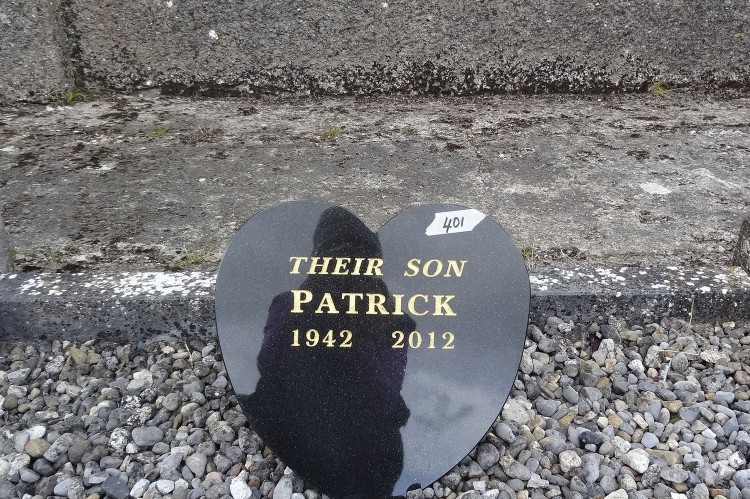 401
THEIR SON
PATRICK
1942 2012